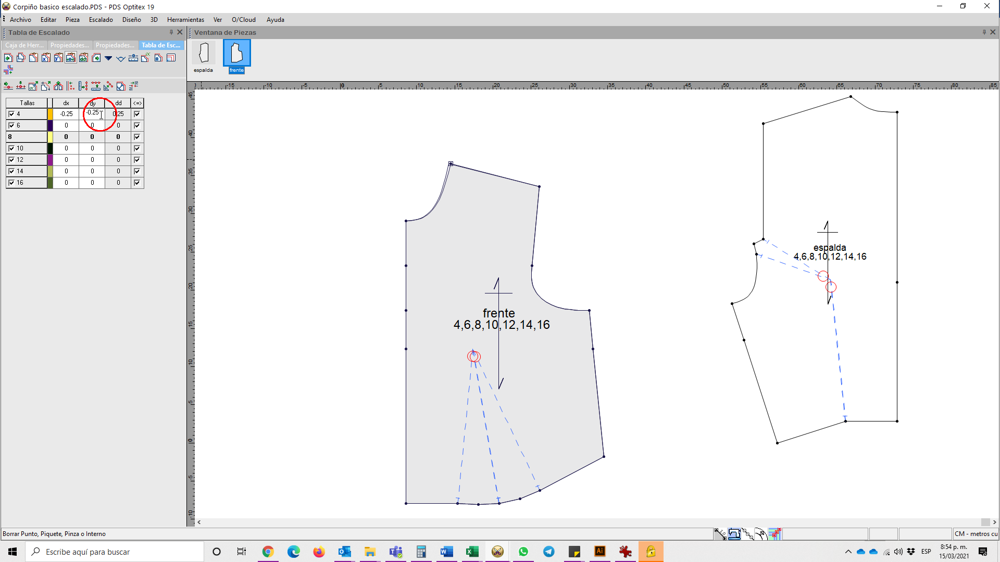 Corpiño basico escalado.PDS - PDS Optitex 19
Archivo Editar Pieza Escalado Diseño 3D Herramientas Ver O/Cloud Ayuda
Tabla de Escalado
Ventana de Piezas
Caja de Herr... Propiedades... Propiedades... Tabla de Esc...
espalda
frente
-15 -10 -5 0 5 10 15 20 25 30 35 40 45 50 55 60 65 70 75 80 85
45
40
35
30
25
20
15
10
5
0
-5
-10
Tallas dx dy dd <=>
4 -0.25 -0.25 0.25
6 0 0 0
8 0 0 0
10 0 0 0
12 0 0 0
14 0 0 0
16 0 0 0
espalda
4,6,8,10,12,14,16
frente
4,6,8,10,12,14,16
Borrar Punto, Piquete, Pinza o Interno
CM - metros cu
Escribe aquí para buscar
ESP
8:54 p. m.
15/03/2021